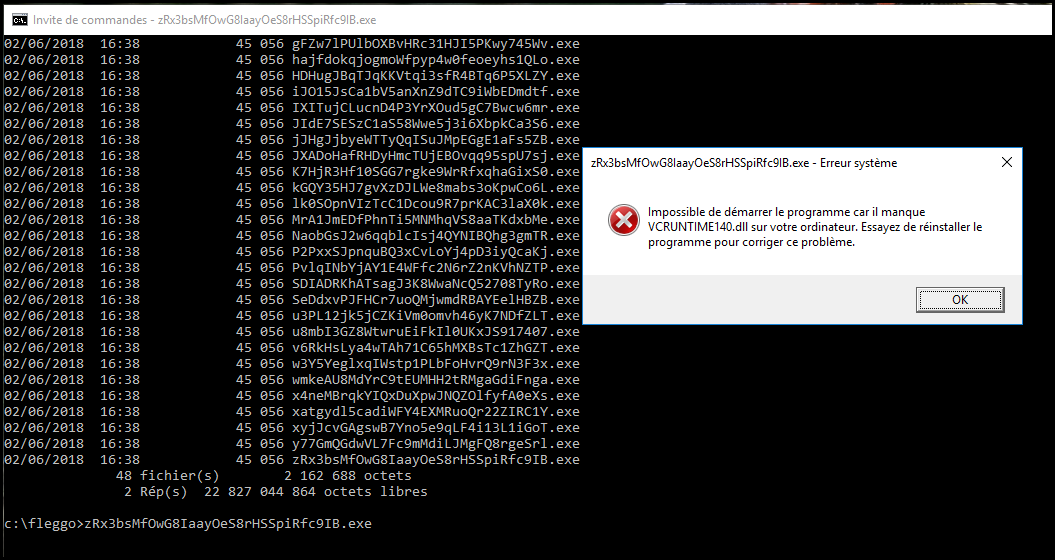 Invite de commandes - zRx3bsMfOwG8IaayOeS8rHSSpiRfc9IB.exe
02/06/2018 16:38 45 056 gFZw7lPUlbOXBvHRc31HJI5PKwy745Wv.exe
02/06/2018 16:38 45 056 hajfdokqjogmoWfpyp4w0feoeyhs1QLo.exe
02/06/2018 16:38 45 056 HDHugJBqTJqKKVtqi3sfR4BTq6P5XLZY.exe
02/06/2018 16:38 45 056 iJO15JsCa1bV5anXnZ9dTC9iWbEDmdtf.exe
02/06/2018 16:38 45 056 IXITujCLucnD4P3YrXOud5gC7Bwcw6mr.exe
02/06/2018 16:38 45 056 JIdE7SESzC1aS58Wwe5j3i6XbpkCa3S6.exe
02/06/2018 16:38 45 056 jJHgJjbyeWTTyQqISuJMpEGgE1aFs5ZB.exe
02/06/2018 16:38 45 056 JXADoHafRHDyHmcTUjEBOvqq95spU7sj.exe
02/06/2018 16:38 45 056 K7HjR3Hf10SGG7rgke9WrRfxqhaGixS0.exe
02/06/2018 16:38 45 056 kGQY35HJ7gvXzDJLWe8mabs3oKpwCo6L.exe
02/06/2018 16:38 45 056 lk0SOpnVIzTcC1Dcou9R7prKAC3laX0k.exe
02/06/2018 16:38 45 056 MrA1JmEDfPhnTi5MNMhqVS8aaTKdxbMe.exe
02/06/2018 16:38 45 056 NaobGsJ2w6qqblcIsj4QYNIBQhg3gmTR.exe
02/06/2018 16:38 45 056 P2PxxSJpnquBQ3xCvLoYj4pD3iyQcaKj.exe
02/06/2018 16:38 45 056 PvlqINbYjAY1E4WFfc2N6rZ2nKVhNZTP.exe
02/06/2018 16:38 45 056 SDIADRKhATsagJ3K8WwaNcQ52708TyRo.exe
02/06/2018 16:38 45 056 SeDdxvPJFHCr7uoQMjwmdRBAYEelHBZB.exe
02/06/2018 16:38 45 056 u3PL12jk5jCZKiVm0omvh46yK7NDfZLT.exe
02/06/2018 16:38 45 056 u8mbI3GZ8WtwruEiFkIl0UKxJS917407.exe
02/06/2018 16:38 45 056 v6RkHsLya4wTAh71C65hMXBsTc1ZhGZT.exe
02/06/2018 16:38 45 056 w3Y5YeglxqIWstp1PLbFoHvrQ9rN3F3x.exe
02/06/2018 16:38 45 056 wmkeAU8MdYrC9tEUMHH2tRMgaGdiFnga.exe
02/06/2018 16:38 45 056 x4neMBrqkYIQxDuXpwJNQZOlfyfA0eXs.exe
02/06/2018 16:38 45 056 xatgydl5cadiWFY4EXMRuoQr22ZIRC1Y.exe
02/06/2018 16:38 45 056 xyjJcvGAgswB7Yno5e9qLF4i13L1iGoT.exe
02/06/2018 16:38 45 056 y77GmQGdwVL7Fc9mMdiLJMgFQ8rgeSrl.exe
02/06/2018 16:38 45 056 zRx3bsMfOwG8IaayOeS8rHSSpiRfc9IB.exe
48 fichier(s) 2 162 688 octets
2 Rép(s) 22 827 044 864 octets libres
c:\fleggo>zRx3bsMfOwG8IaayOeS8rHSSpiRfc9IB.exe
zRx3bsMfOwG8IaayOeS8rHSSpiRfc9IB.exe - Erreur système
Impossible de démarrer le programme car il manque
VCRUNTIME140.dll sur votre ordinateur. Essayez de réinstaller le
programme pour corriger ce problème.
OK